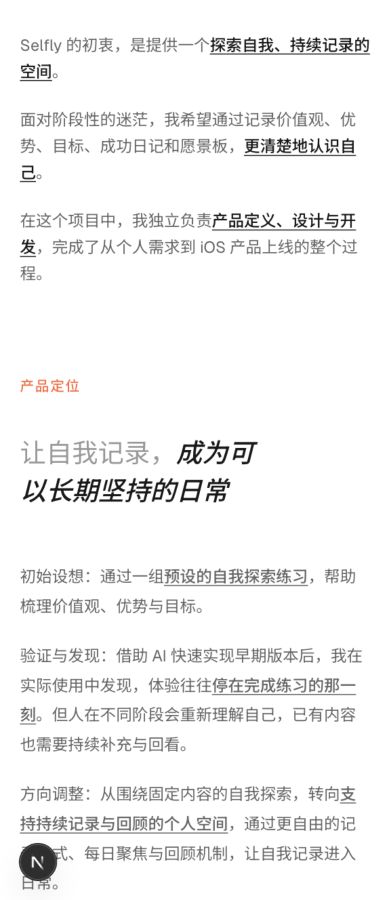 Selfly 的初衷，是提供一个探索自我、持续记录的
空间。
面对阶段性的迷茫，我希望通过记录价值观、优
势、目标、成功日记和愿景板，更清楚地认识自
己。
在这个项目中，我独立负责产品定义、设计与开
发，完成了从个人需求到 iOS 产品上线的整个过
程。
产品定位
让自我记录，成为可
以长期坚持的日常
初始设想：通过一组预设的自我探索练习，帮助
梳理价值观、优势与目标。
验证与发现：借助 AI 快速实现早期版本后，我在
实际使用中发现，体验往往停在完成练习的那一
刻。但人在不同阶段会重新理解自己，已有内容
也需要持续补充与回看。
方向调整：从围绕固定内容的自我探索，转向支
持持续记录与回顾的个人空间，通过更自由的记
式、每日聚焦与回顾机制，让自我记录进入
日常。
N